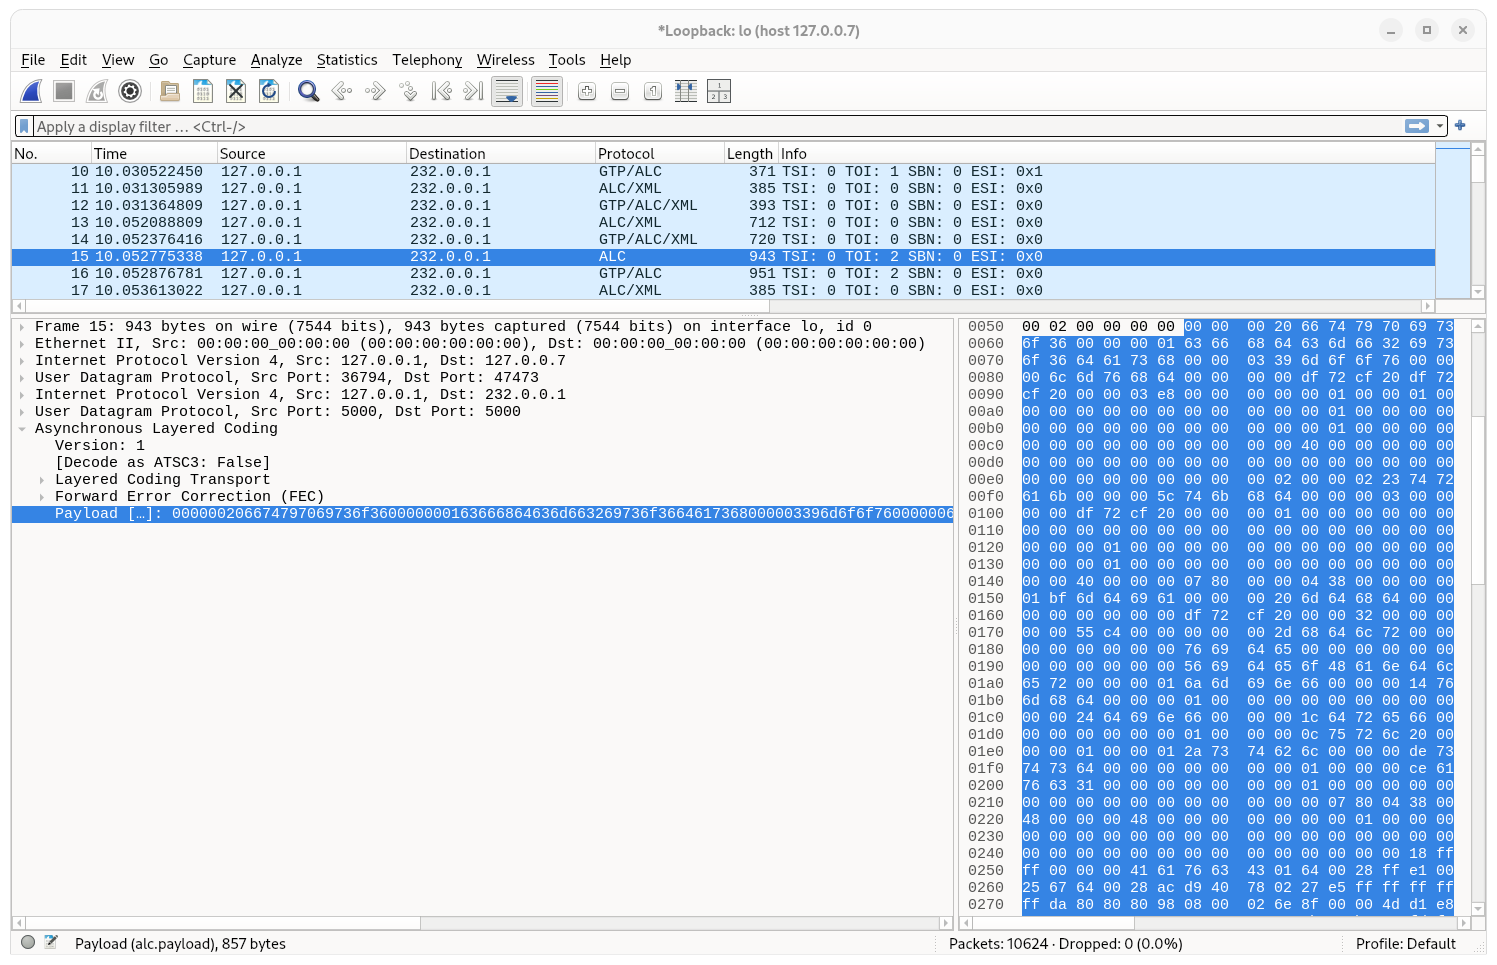 *Loopback: lo (host 127.0.0.7)
File Edit View Go Capture Analyze Statistics Telephony Wireless Tools Help
Apply a display filter … <Ctrl-/>
No. Time Source Destination Protocol Length Info
10 10.030522450 127.0.0.1 232.0.0.1 GTP/ALC 371 TSI: 0 TOI: 1 SBN: 0 ESI: 0x1
11 10.031305989 127.0.0.1 232.0.0.1 ALC/XML 385 TSI: 0 TOI: 0 SBN: 0 ESI: 0x0
12 10.031364809 127.0.0.1 232.0.0.1 GTP/ALC/XML 393 TSI: 0 TOI: 0 SBN: 0 ESI: 0x0
13 10.052088809 127.0.0.1 232.0.0.1 ALC/XML 712 TSI: 0 TOI: 0 SBN: 0 ESI: 0x0
14 10.052376416 127.0.0.1 232.0.0.1 GTP/ALC/XML 720 TSI: 0 TOI: 0 SBN: 0 ESI: 0x0
15 10.052775338 127.0.0.1 232.0.0.1 ALC 943 TSI: 0 TOI: 2 SBN: 0 ESI: 0x0
16 10.052876781 127.0.0.1 232.0.0.1 GTP/ALC 951 TSI: 0 TOI: 2 SBN: 0 ESI: 0x0
17 10.053613022 127.0.0.1 232.0.0.1 ALC/XML 385 TSI: 0 TOI: 0 SBN: 0 ESI: 0x0
Frame 15: 943 bytes on wire (7544 bits), 943 bytes captured (7544 bits) on interface lo, id 0
Ethernet II, Src: 00:00:00_00:00:00 (00:00:00:00:00:00), Dst: 00:00:00_00:00:00 (00:00:00:00:00:00)
Internet Protocol Version 4, Src: 127.0.0.1, Dst: 127.0.0.7
User Datagram Protocol, Src Port: 36794, Dst Port: 47473
Internet Protocol Version 4, Src: 127.0.0.1, Dst: 232.0.0.1
User Datagram Protocol, Src Port: 5000, Dst Port: 5000
Asynchronous Layered Coding
Version: 1
[Decode as ATSC3: False]
Layered Coding Transport
Forward Error Correction (FEC)
Payload […]: 000000206674797069736f3600000000163666864636d663269736f3664617368000003396d6f6f760000006
0050 00 02 00 00 00 00 00 00 00 20 66 74 79 70 69 73
0060 6f 36 00 00 00 01 63 66 68 64 63 6d 66 32 69 73
0070 6f 36 64 61 73 68 00 00 03 39 6d 6f 6f 76 00 00
0080 00 6c 6d 76 68 64 00 00 00 00 df 72 cf 20 df 72
0090 cf 20 00 00 03 e8 00 00 00 00 00 01 00 00 01 00
00a0 00 00 00 00 00 00 00 00 00 00 00 01 00 00 00 00
00b0 00 00 00 00 00 00 00 00 00 00 00 01 00 00 00 00
00c0 00 00 00 00 00 00 00 00 00 00 40 00 00 00 00 00
00d0 00 00 00 00 00 00 00 00 00 00 00 00 00 00 00 00
00e0 00 00 00 00 00 00 00 00 00 02 00 00 02 23 74 72
00f0 61 6b 00 00 00 5c 74 6b 68 64 00 00 00 03 00 00
0100 00 00 df 72 cf 20 00 00 00 01 00 00 00 00 00 00
0110 00 00 00 00 00 00 00 00 00 00 00 00 00 00 00 00
0120 00 00 00 01 00 00 00 00 00 00 00 00 00 00 00 00
0130 00 00 00 01 00 00 00 00 00 00 00 00 00 00 00 00
0140 00 00 40 00 00 00 07 80 00 00 04 38 00 00 00 00
0150 01 bf 6d 64 69 61 00 00 00 20 6d 64 68 64 00 00
0160 00 00 00 00 00 00 df 72 cf 20 00 00 00 32 00 00 00
0170 00 00 55 c4 00 00 00 00 00 2d 68 64 6c 72 00 00
0180 00 00 00 00 00 00 76 69 64 65 00 00 00 00 00 00
0190 00 00 00 00 00 00 56 69 64 65 6f 48 61 6e 64 6c
01a0 65 72 00 00 00 01 6a 6d 69 6e 66 00 00 00 14 76
01b0 6d 68 64 00 00 00 01 00 00 00 00 00 00 00 00 00
01c0 00 00 24 64 69 6e 66 00 00 00 1c 64 72 65 66 00
01d0 00 00 00 00 00 00 01 00 00 00 0c 75 72 6c 20 00
01e0 00 00 01 00 00 01 2a 73 74 62 6c 00 00 00 de 73
01f0 74 73 64 00 00 00 00 00 00 00 01 00 00 00 ce 61
0200 76 63 31 00 00 00 00 00 00 00 01 00 00 00 00 00
0210 00 00 00 00 00 00 00 00 00 00 00 07 80 04 38 00
0220 48 00 00 00 48 00 00 00 00 00 00 00 01 00 00 00
0230 00 00 00 00 00 00 00 00 00 00 00 00 00 00 00 00
0240 00 00 00 00 00 00 00 00 00 00 00 00 00 00 18 ff
0250 ff 00 00 00 41 61 76 63 43 01 64 00 28 ff e1 00
0260 25 67 64 00 28 ac d9 40 78 02 27 e5 ff ff ff ff
0270 ff da 80 80 80 98 08 00 02 6e 8f 00 00 4d d1 e8
Payload (alc.payload), 857 bytes
Packets: 10624 · Dropped: 0 (0.0%)
Profile: Default